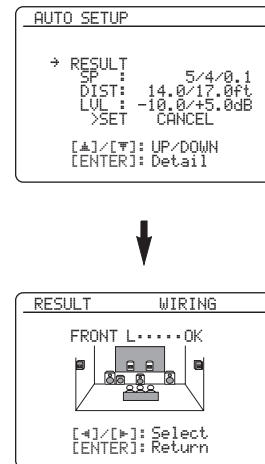 AUTO SETUP
→ RESULT
SP : 5/4/0.1
DIST: 14.0/17.0ft
LVL : -10.0/+5.0dB
>SET CANCEL
[▲]/[▼]: UP/DOWN
[ENTER]: Detail
RESULT WIRING
FRONT L·····OK
[◄]/[►]: Select
[ENTER]: Return